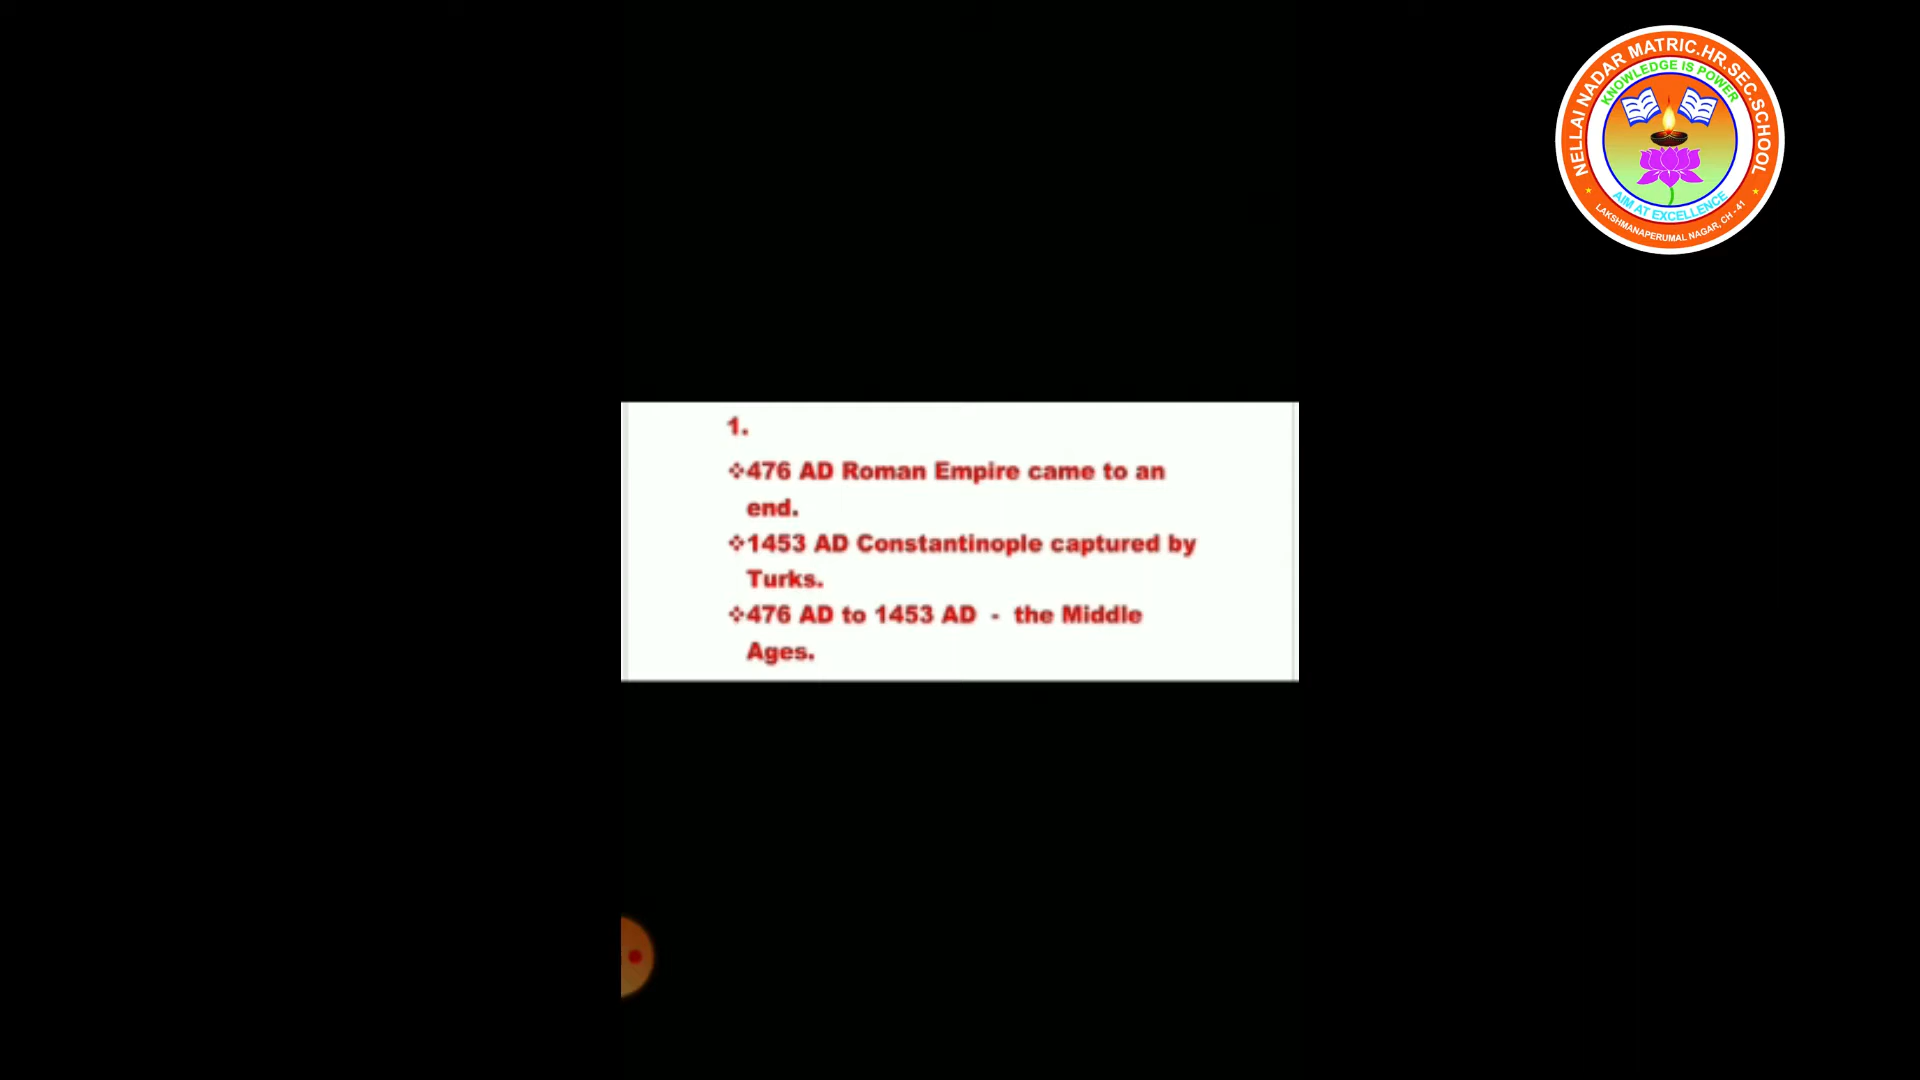 NELLAI NADAR MATRIC.HR.SEC.SCHOOL
KNOWLEDGE IS POWER
AIM AT EXCELLENCE
LAKSHMANAPERUMAL NAGAR, CH - 41
1.
❖476 AD Roman Empire came to an
end.
❖1453 AD Constantinople captured by
Turks.
❖476 AD to 1453 AD - the Middle
Ages.